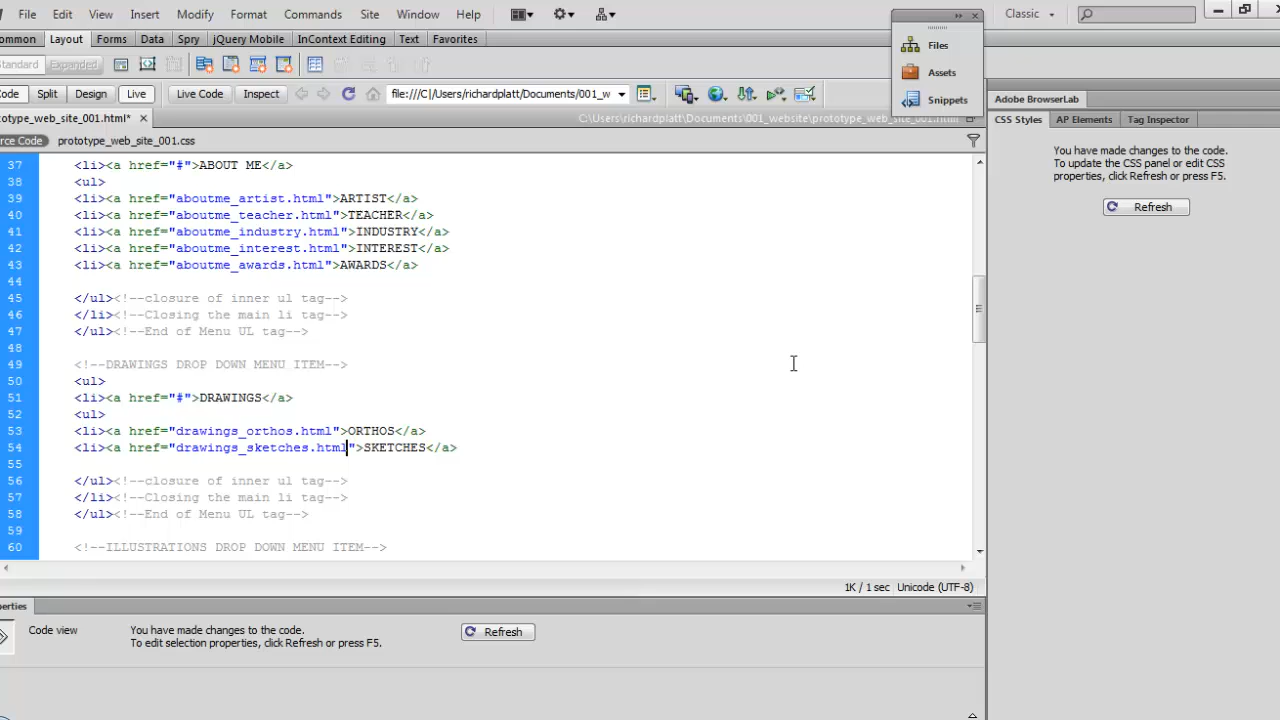 File Edit View Insert Modify Format Commands Site Window Help Classic
ommon Layout Forms Data Spry jQuery Mobile InContext Editing Text Favorites
Standard Expanded
ode Split Design Live Live Code Inspect file:///C|/Users/richardplatt/Documents/001_w
otype_web_site_001.html* C:\Users\richardplatt\Documents\001_website\prototype_web_site_001.html
rce Code prototype_web_site_001.css
37 <li><a href="#">ABOUT ME</a>
38 <ul>
39 <li><a href="aboutme_artist.html">ARTIST</a>
40 <li><a href="aboutme_teacher.html">TEACHER</a>
41 <li><a href="aboutme_industry.html">INDUSTRY</a>
42 <li><a href="aboutme_interest.html">INTEREST</a>
43 <li><a href="aboutme_awards.html">AWARDS</a>
44
45 </ul><!--closure of inner ul tag-->
46 </li><!--Closing the main li tag-->
47 </ul><!--End of Menu UL tag-->
48
49 <!--DRAWINGS DROP DOWN MENU ITEM-->
50 <ul>
51 <li><a href="#">DRAWINGS</a>
52 <ul>
53 <li><a href="drawings_orthos.html">ORTHOS</a>
54 <li><a href="drawings_sketches.html">SKETCHES</a>
55
56 </ul><!--closure of inner ul tag-->
57 </li><!--Closing the main li tag-->
58 </ul><!--End of Menu UL tag-->
59
60 <!--ILLUSTRATIONS DROP DOWN MENU ITEM-->
1K / 1 sec Unicode (UTF-8)
operties
Code view
You have made changes to the code.
To edit selection properties, click Refresh or press F5.
Refresh
Files
Assets
Snippets
Adobe BrowserLab
CSS Styles AP Elements Tag Inspector
You have made changes to the code.
To update the CSS panel or edit CSS
properties, click Refresh or press F5.
Refresh